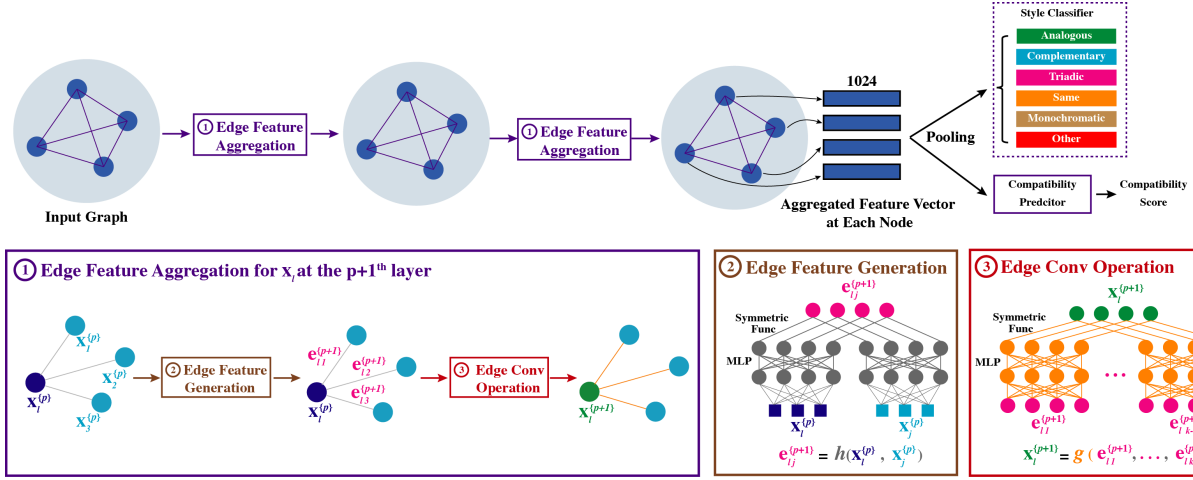 Style Classifier
Analogous
Complementary
Triadic
Same
Monochromatic
Other
1024
① Edge Feature
Aggregation
① Edge Feature
Aggregation
Pooling
Input Graph
Aggregated Feature Vector
at Each Node
Compatibility
Predcitor
Compatibility
Score
① Edge Feature Aggregation for x_l at the p+1^th layer
x_1^{p}
x_2^{p}
x_3^{p}
x_l^{p}
② Edge Feature
Generation
e_{l1}^{p+1}
e_{l2}^{p+1}
e_{l3}^{p+1}
x_l^{p}
③ Edge Conv
Operation
x_l^{p+1}
② Edge Feature Generation
e_{lj}^{p+1}
Symmetric Func
MLP
x_l^{p}
x_j^{p}
e_{lj}^{p+1} = h(x_l^{p} , x_j^{p})
③ Edge Conv Operation
x_l^{p+1}
Symmetric
Func
MLP
...
e_{l1}^{p+1}
x_l^{p+1} = g ( e_{l1}^{p+1} , . . . ,